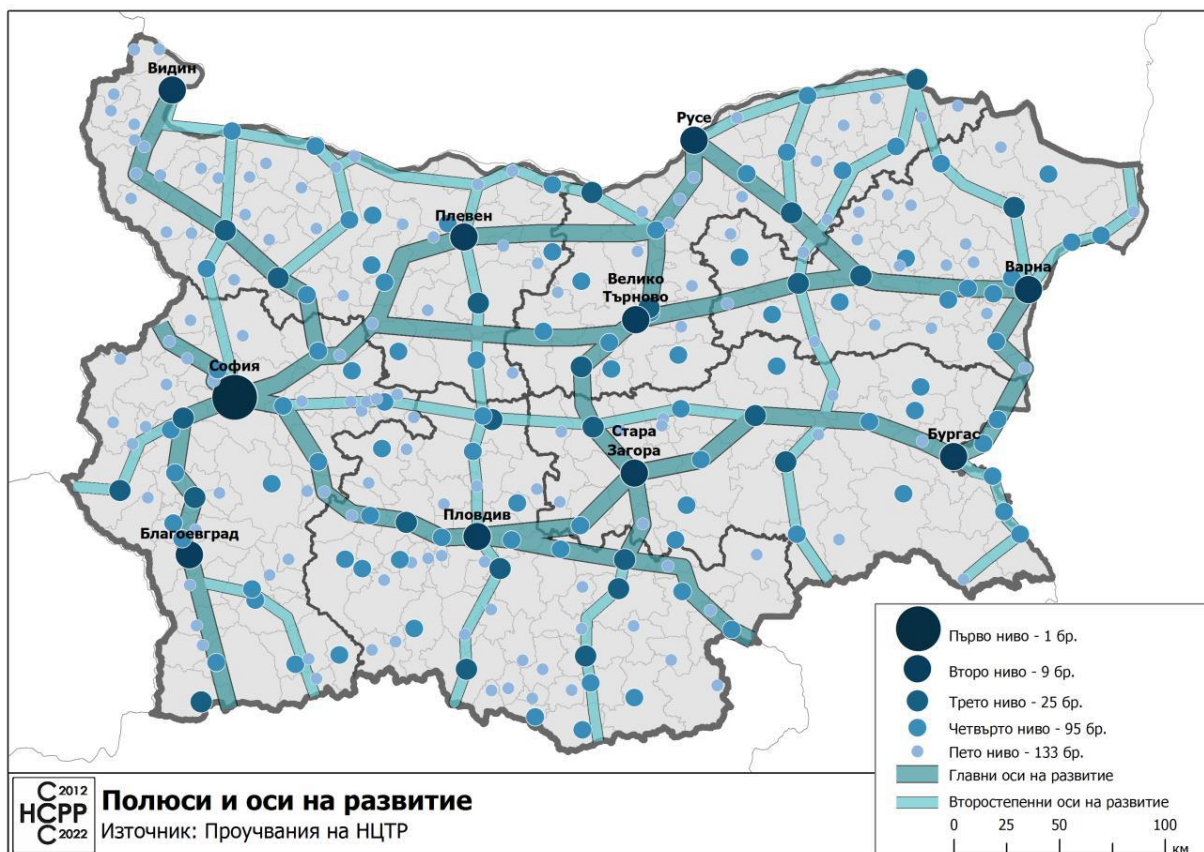 Видин
Русе
Плевен
Велико
Търново
Варна
София
Стара
Загора
Бургас
Пловдив
Благоевград
Първо ниво - 1 бр.
Второ ниво - 9 бр.
Трето ниво - 25 бр.
Четвърто ниво - 95 бр.
Пето ниво - 133 бр.
Главни оси на развитие
Второстепенни оси на развитие
0 25 50 100
км
C 2012
НСРР
C 2022
Полюси и оси на развитие
Източник: Проучвания на НЦТР